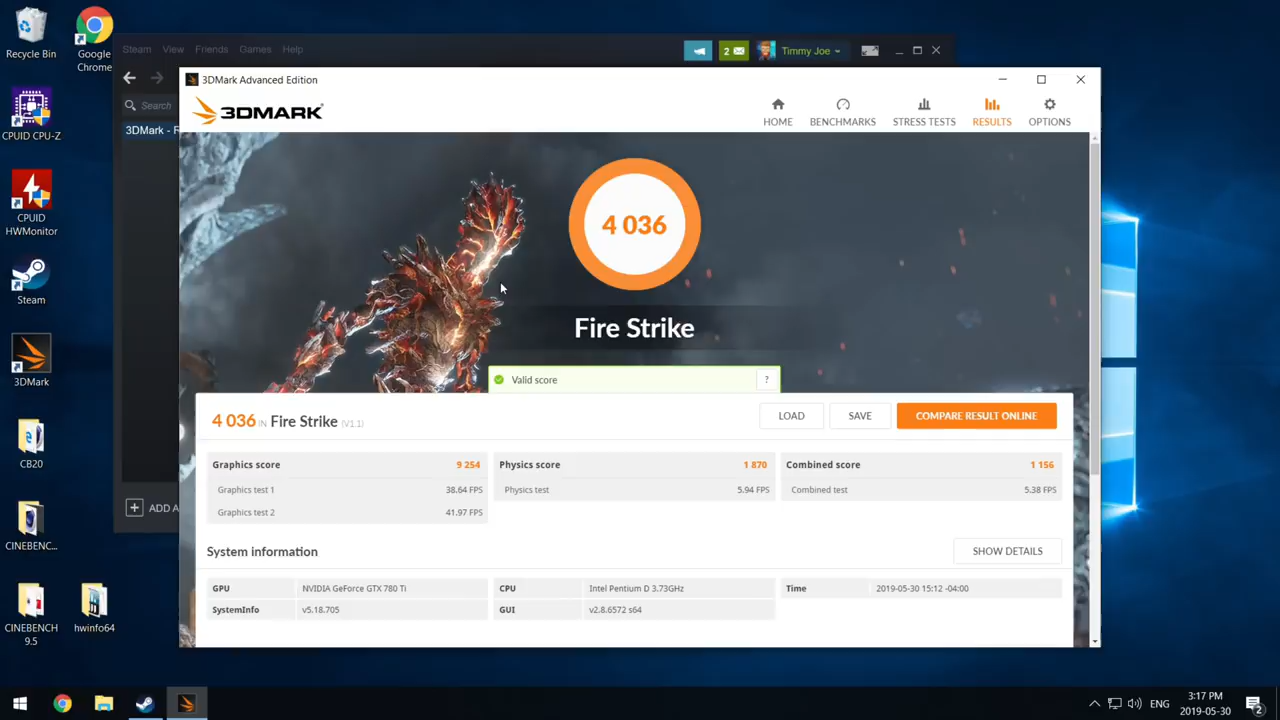 Recycle Bin
Google Chrome
CPUID CPU-Z
CPUID HWMonitor
Steam
3DMark
CB20
CINEBENC...
CINEBENCH 9.5
hwinfo64
Steam View Friends Games Help
2
Timmy Joe
Search
3DMark - R
ADD A
3DMark Advanced Edition
3DMARK
HOME
BENCHMARKS
STRESS TESTS
RESULTS
OPTIONS
4 036
Fire Strike
Valid score
?
4 036 IN Fire Strike (V1.1)
LOAD
SAVE
COMPARE RESULT ONLINE
Graphics score 9 254
Graphics test 1 38.64 FPS
Graphics test 2 41.97 FPS
Physics score 1 870
Physics test 5.94 FPS
Combined score 1 156
Combined test 5.38 FPS
System information
SHOW DETAILS
GPU NVIDIA GeForce GTX 780 Ti
CPU Intel Pentium D 3.73GHz
Time 2019-05-30 15:12 -04:00
SystemInfo v5.18.705
GUI v2.8.6572 s64
ENG
3:17 PM
2019-05-30
2